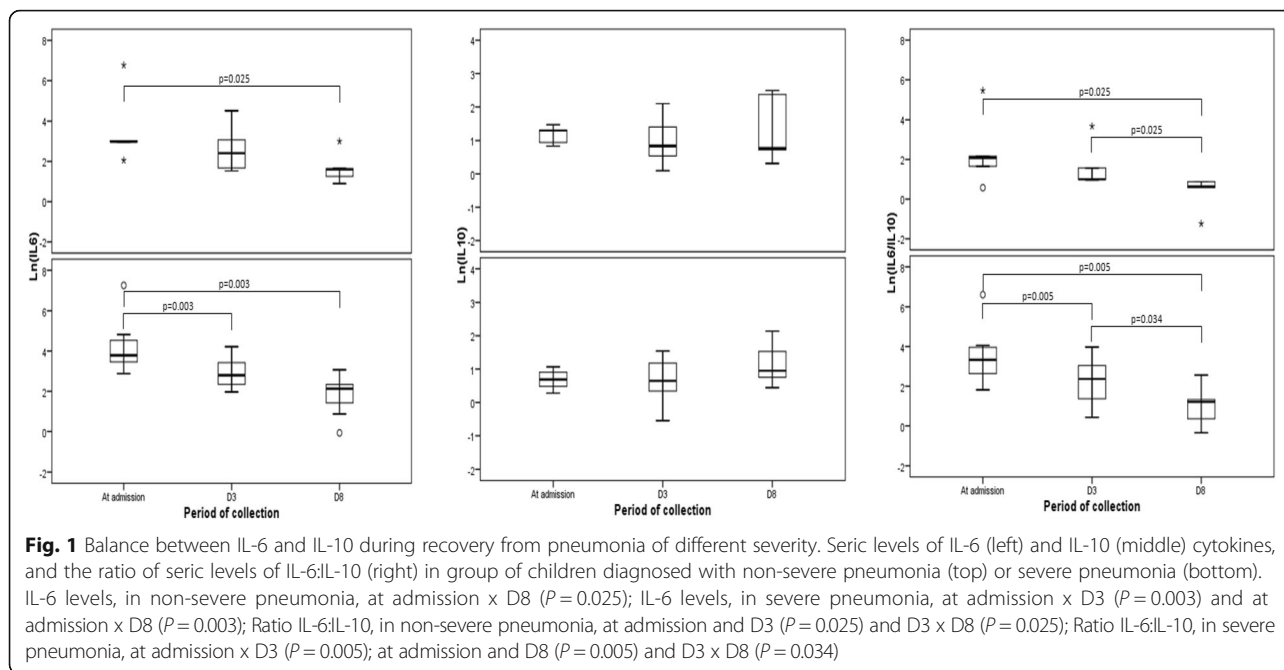 8
6
4
2
0
-2
*
*
p=0.025
*
4
3
2
1
0
-1
-2
8
6
4
2
0
-2
*
*
p=0.025
*
p=0.025
*
Ln(IL6)
Ln(IL10)
Ln(IL6/IL10)
8
6
4
2
0
-2
p=0.003
p=0.003
4
3
2
1
0
-1
-2
8
6
4
2
0
-2
p=0.005
p=0.005
p=0.034
At admission D3 D8
Period of collection
At admission D3 D8
Period of collection
At admission D3 D8
Period of collection
Fig. 1 Balance between IL-6 and IL-10 during recovery from pneumonia of different severity. Seric levels of IL-6 (left) and IL-10 (middle) cytokines,
and the ratio of seric levels of IL-6:IL-10 (right) in group of children diagnosed with non-severe pneumonia (top) or severe pneumonia (bottom).
IL-6 levels, in non-severe pneumonia, at admission x D8 (P = 0.025); IL-6 levels, in severe pneumonia, at admission x D3 (P = 0.003) and at
admission x D8 (P = 0.003); Ratio IL-6:IL-10, in non-severe pneumonia, at admission and D3 (P = 0.025) and D3 x D8 (P = 0.025); Ratio IL-6:IL-10, in severe
pneumonia, at admission x D3 (P = 0.005); at admission and D8 (P = 0.005) and D3 x D8 (P = 0.034)